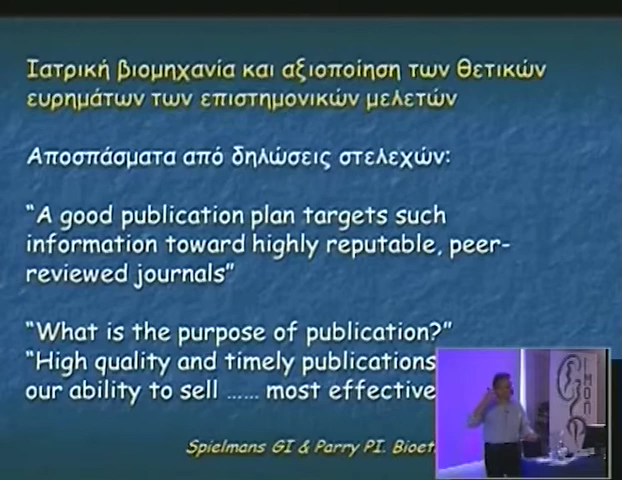 Ιατρική βιομηχανία και αξιοποίηση των θετικών
ευρημάτων των επιστημονικών μελετών
Αποσπάσματα από δηλώσεις στελεχών:
“A good publication plan targets such
information toward highly reputable, peer-
reviewed journals”
“What is the purpose of publication?”
“High quality and timely publications
our ability to sell ...... most effective
Spielmans GI & Parry PI. Bioet